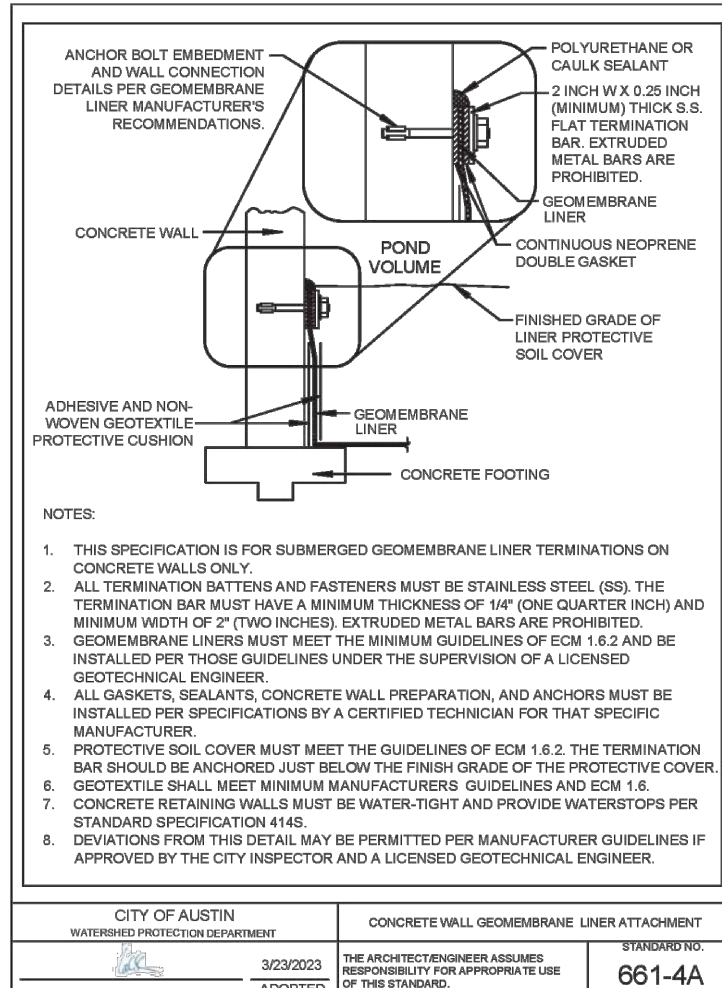 ANCHOR BOLT EMBEDMENT
AND WALL CONNECTION
DETAILS PER GEOMEMBRANE
LINER MANUFACTURER'S
RECOMMENDATIONS.
POLYURETHANE OR
CAULK SEALANT
2 INCH W X 0.25 INCH
(MINIMUM) THICK S.S.
FLAT TERMINATION
BAR. EXTRUDED
METAL BARS ARE
PROHIBITED.
GEOMEMBRANE
LINER
CONTINUOUS NEOPRENE
DOUBLE GASKET
CONCRETE WALL
POND
VOLUME
FINISHED GRADE OF
LINER PROTECTIVE
SOIL COVER
ADHESIVE AND NON-
WOVEN GEOTEXTILE
PROTECTIVE CUSHION
GEOMEMBRANE
LINER
CONCRETE FOOTING
NOTES:
1. THIS SPECIFICATION IS FOR SUBMERGED GEOMEMBRANE LINER TERMINATIONS ON
CONCRETE WALLS ONLY.
2. ALL TERMINATION BATTENS AND FASTENERS MUST BE STAINLESS STEEL (SS). THE
TERMINATION BAR MUST HAVE A MINIMUM THICKNESS OF 1/4" (ONE QUARTER INCH) AND
MINIMUM WIDTH OF 2" (TWO INCHES). EXTRUDED METAL BARS ARE PROHIBITED.
3. GEOMEMBRANE LINERS MUST MEET THE MINIMUM GUIDELINES OF ECM 1.6.2 AND BE
INSTALLED PER THOSE GUIDELINES UNDER THE SUPERVISION OF A LICENSED
GEOTECHNICAL ENGINEER.
4. ALL GASKETS, SEALANTS, CONCRETE WALL PREPARATION, AND ANCHORS MUST BE
INSTALLED PER SPECIFICATIONS BY A CERTIFIED TECHNICIAN FOR THAT SPECIFIC
MANUFACTURER.
5. PROTECTIVE SOIL COVER MUST MEET THE GUIDELINES OF ECM 1.6.2. THE TERMINATION
BAR SHOULD BE ANCHORED JUST BELOW THE FINISH GRADE OF THE PROTECTIVE COVER.
6. GEOTEXTILE SHALL MEET MINIMUM MANUFACTURERS GUIDELINES AND ECM 1.6.
7. CONCRETE RETAINING WALLS MUST BE WATER-TIGHT AND PROVIDE WATERSTOPS PER
STANDARD SPECIFICATION 414S.
8. DEVIATIONS FROM THIS DETAIL MAY BE PERMITTED PER MANUFACTURER GUIDELINES IF
APPROVED BY THE CITY INSPECTOR AND A LICENSED GEOTECHNICAL ENGINEER.
CITY OF AUSTIN
WATERSHED PROTECTION DEPARTMENT
CONCRETE WALL GEOMEMBRANE LINER ATTACHMENT
3/23/2023
ADOPTED
THE ARCHITECT/ENGINEER ASSUMES
RESPONSIBILITY FOR APPROPRIATE USE
OF THIS STANDARD.
STANDARD NO.
661-4A